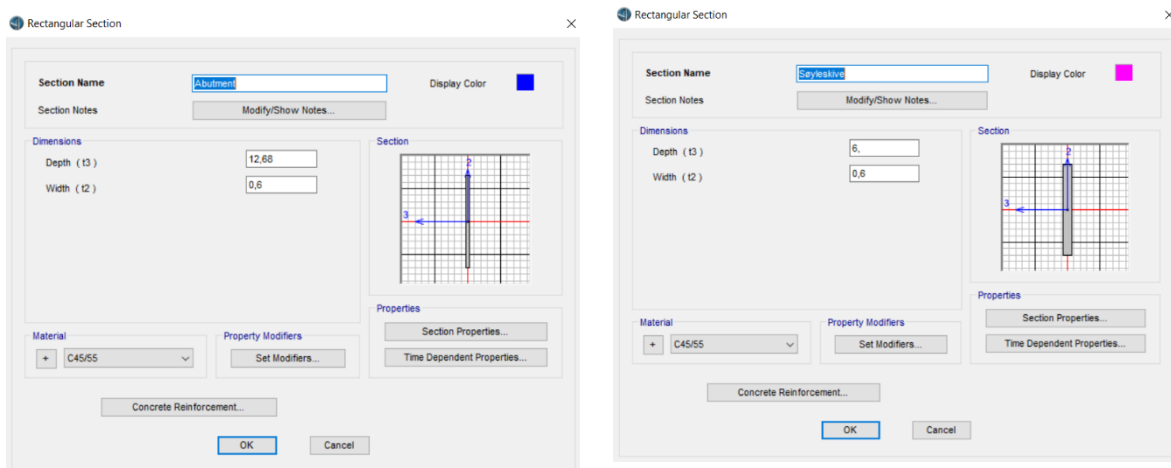 Rectangular Section
Section Name Abutment Display Color
Section Notes Modify/Show Notes...
Dimensions
Depth ( t3 ) 12,68
Width ( t2 ) 0,6
Section
2
3
Properties
Section Properties...
Time Dependent Properties...
Material
+ C45/55
Property Modifiers
Set Modifiers...
Concrete Reinforcement...
OK Cancel
Rectangular Section
Section Name Søyleskive Display Color
Section Notes Modify/Show Notes...
Dimensions
Depth ( t3 ) 6,
Width ( t2 ) 0,6
Section
2
3
Properties
Section Properties...
Time Dependent Properties...
Material
+ C45/55
Property Modifiers
Set Modifiers...
Concrete Reinforcement...
OK Cancel